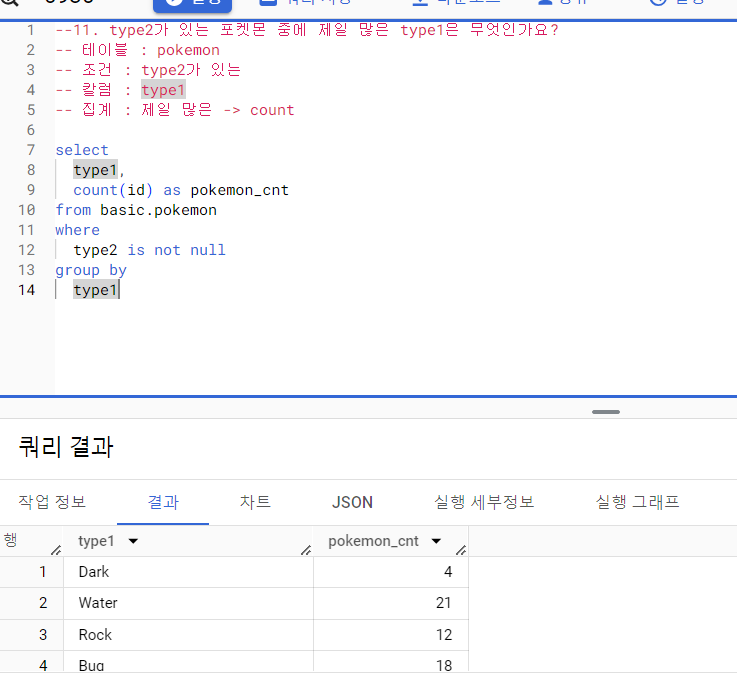 1 --11. type2가 있는 포켓몬 중에 제일 많은 type1은 무엇인가요?
2 -- 테이블 : pokemon
3 -- 조건 : type2가 있는
4 -- 칼럼 : type1
5 -- 집계 : 제일 많은 -> count
6
7 select
8 type1,
9 count(id) as pokemon_cnt
10 from basic.pokemon
11 where
12 type2 is not null
13 group by
14 type1
쿼리 결과
작업 정보 결과 차트 JSON 실행 세부정보 실행 그래프
행 type1 pokemon_cnt
1 Dark 4
2 Water 21
3 Rock 12
4 Bug 18